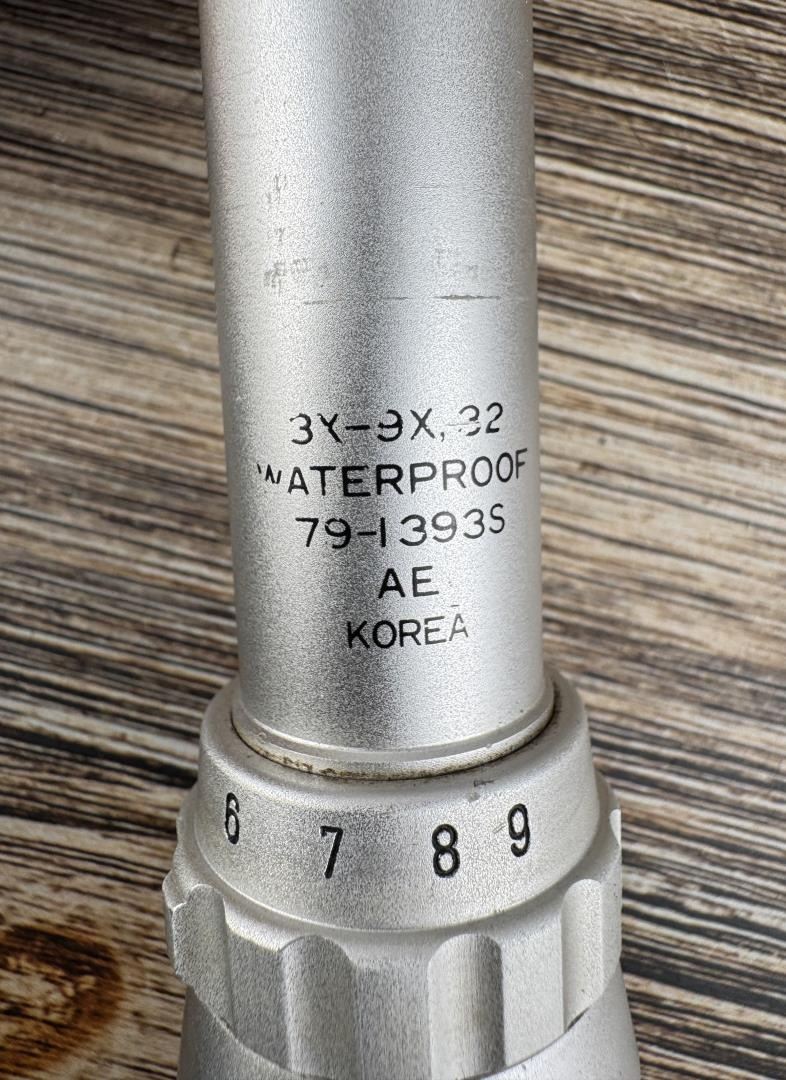 3X-9X, 32
WATERPROOF
79-1393S
AE
KOREA
6 7 8 9